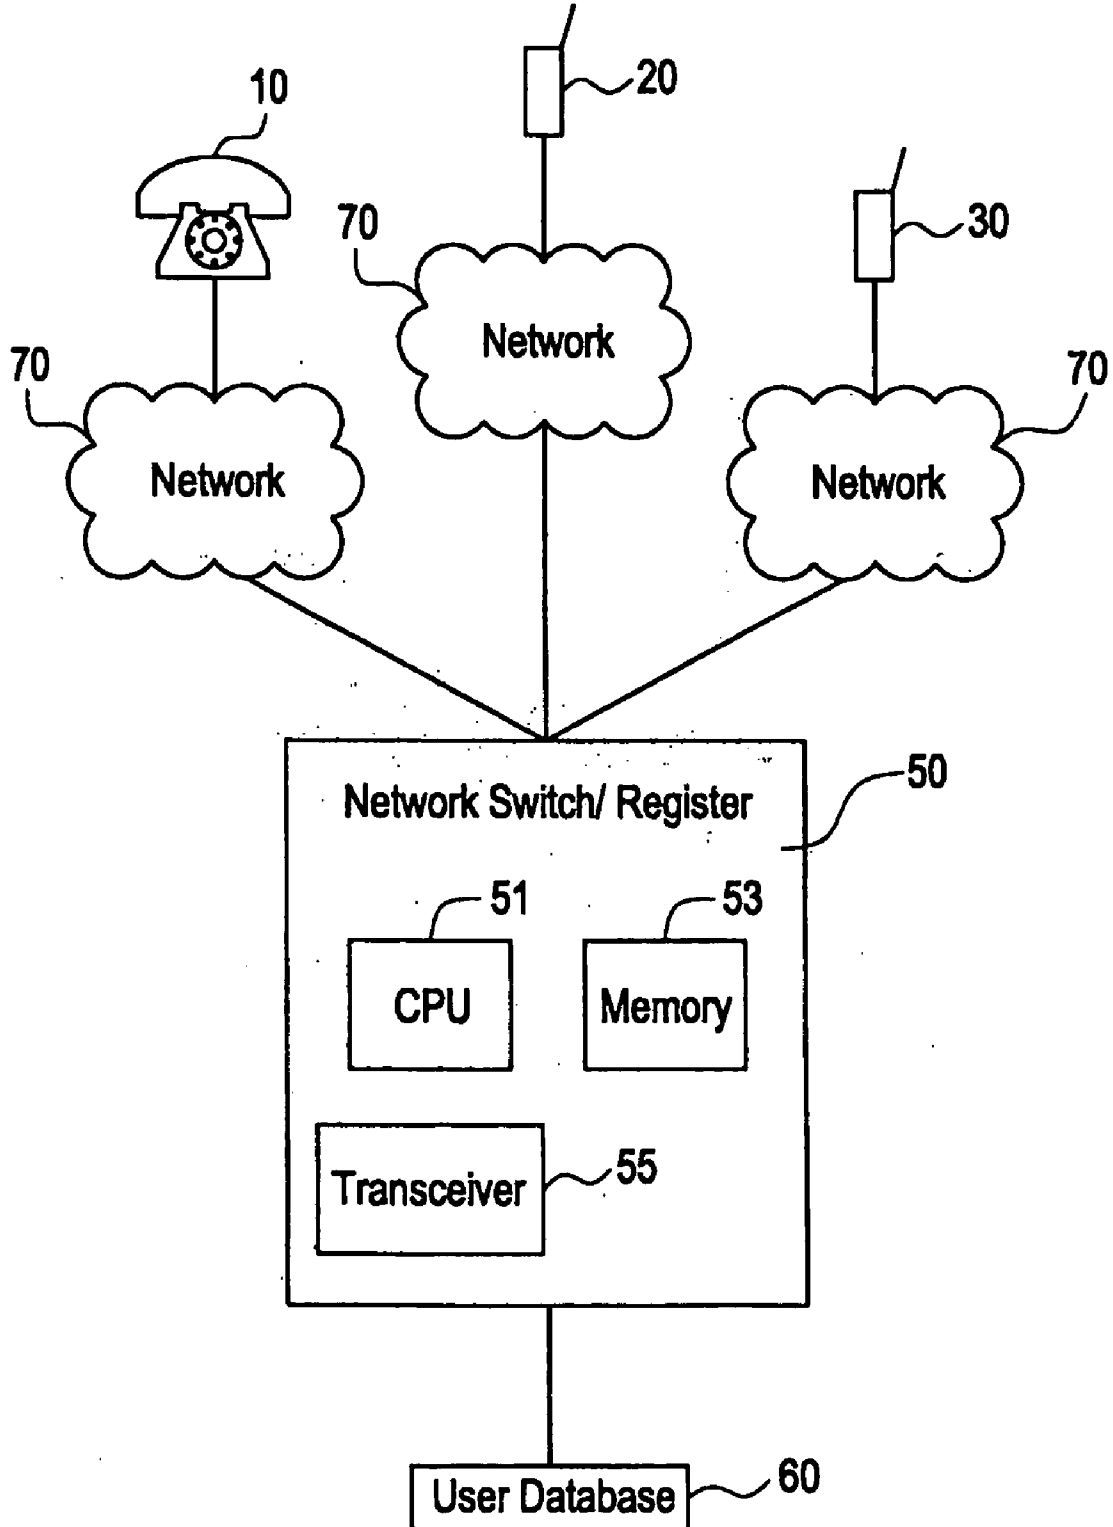 10
20
30
70
Network
70
Network
70
Network
50
Network Switch/ Register
51
CPU
53
Memory
55
Transceiver
60
User Database